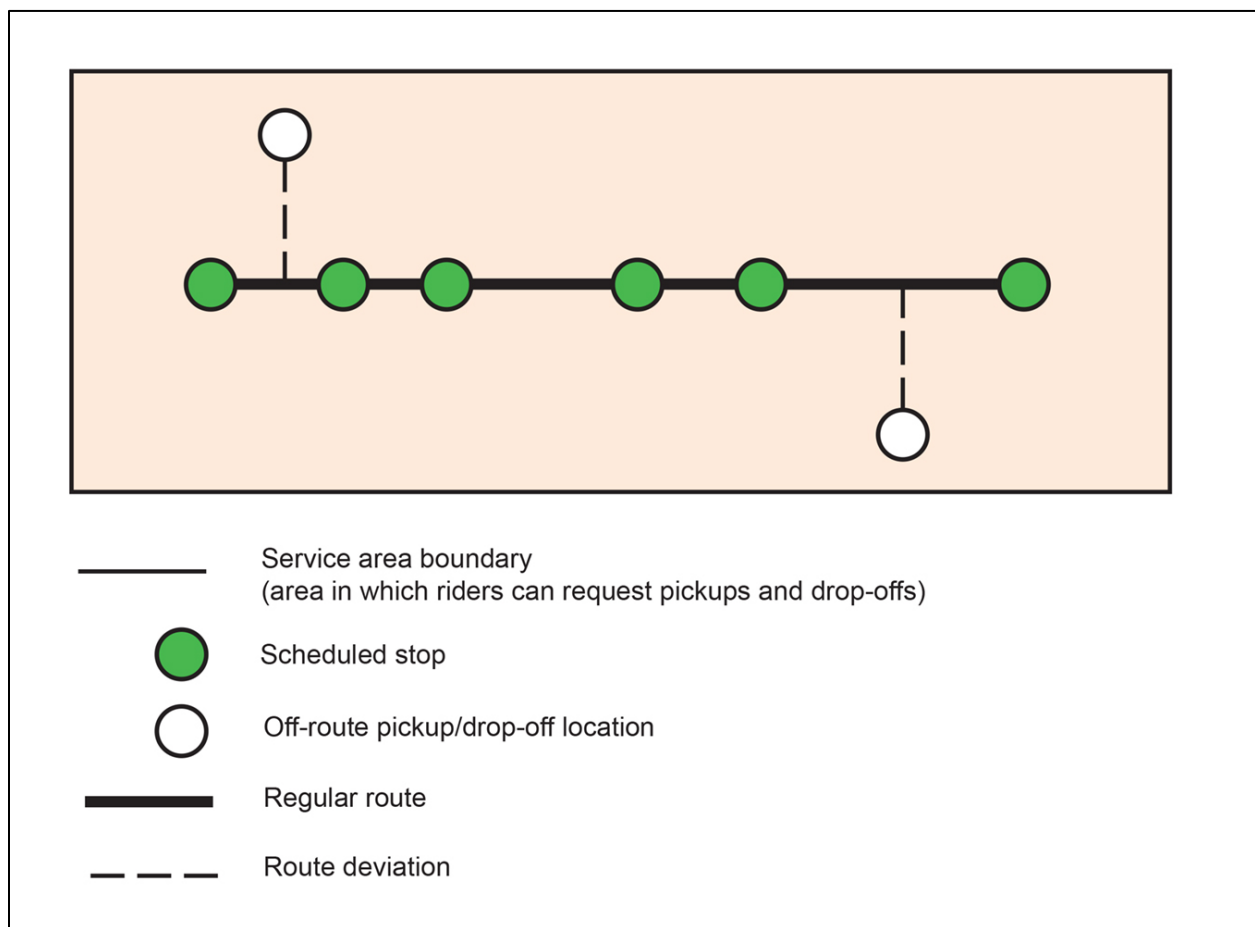 Service area boundary
(area in which riders can request pickups and drop-offs)
Scheduled stop
Off-route pickup/drop-off location
Regular route
Route deviation